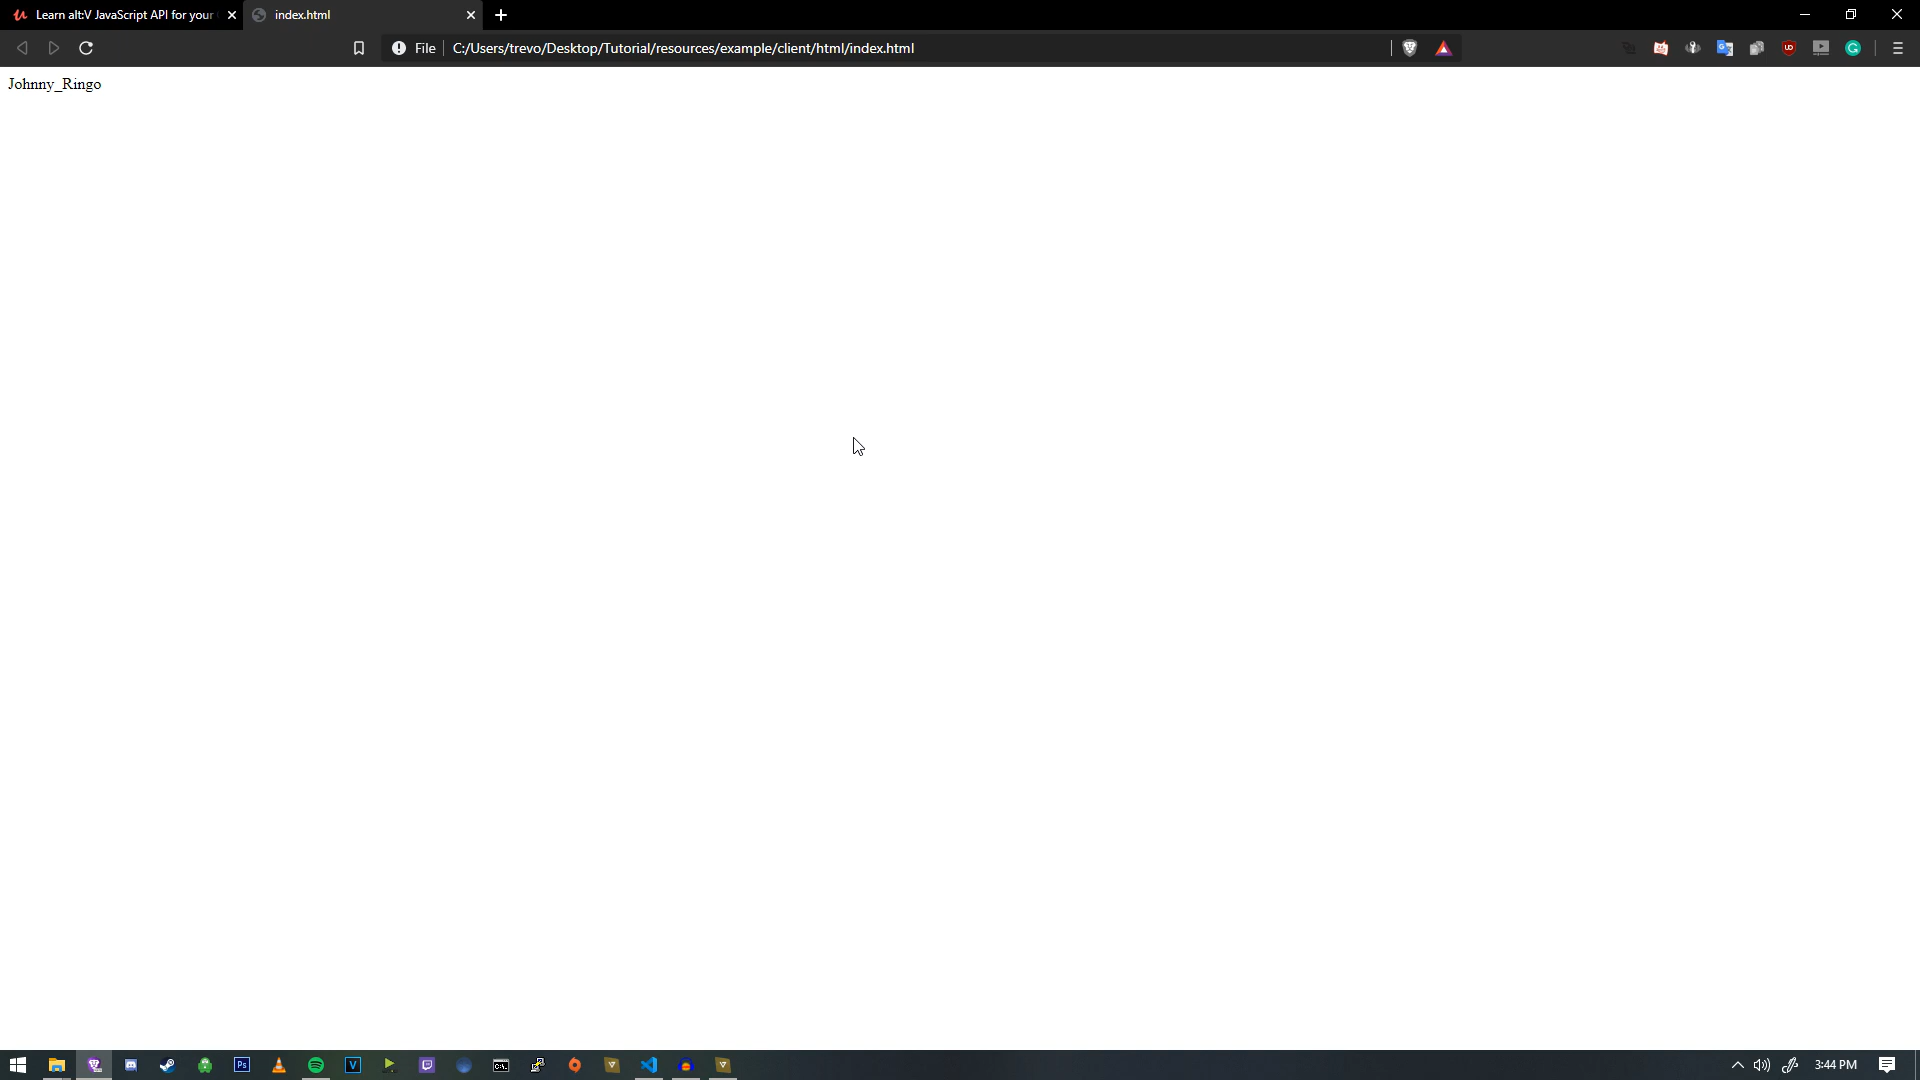 Learn alt:V JavaScript API for your
index.html
File
C:/Users/trevo/Desktop/Tutorial/resources/example/client/html/index.html
Johnny_Ringo
Ps
V
3:44 PM